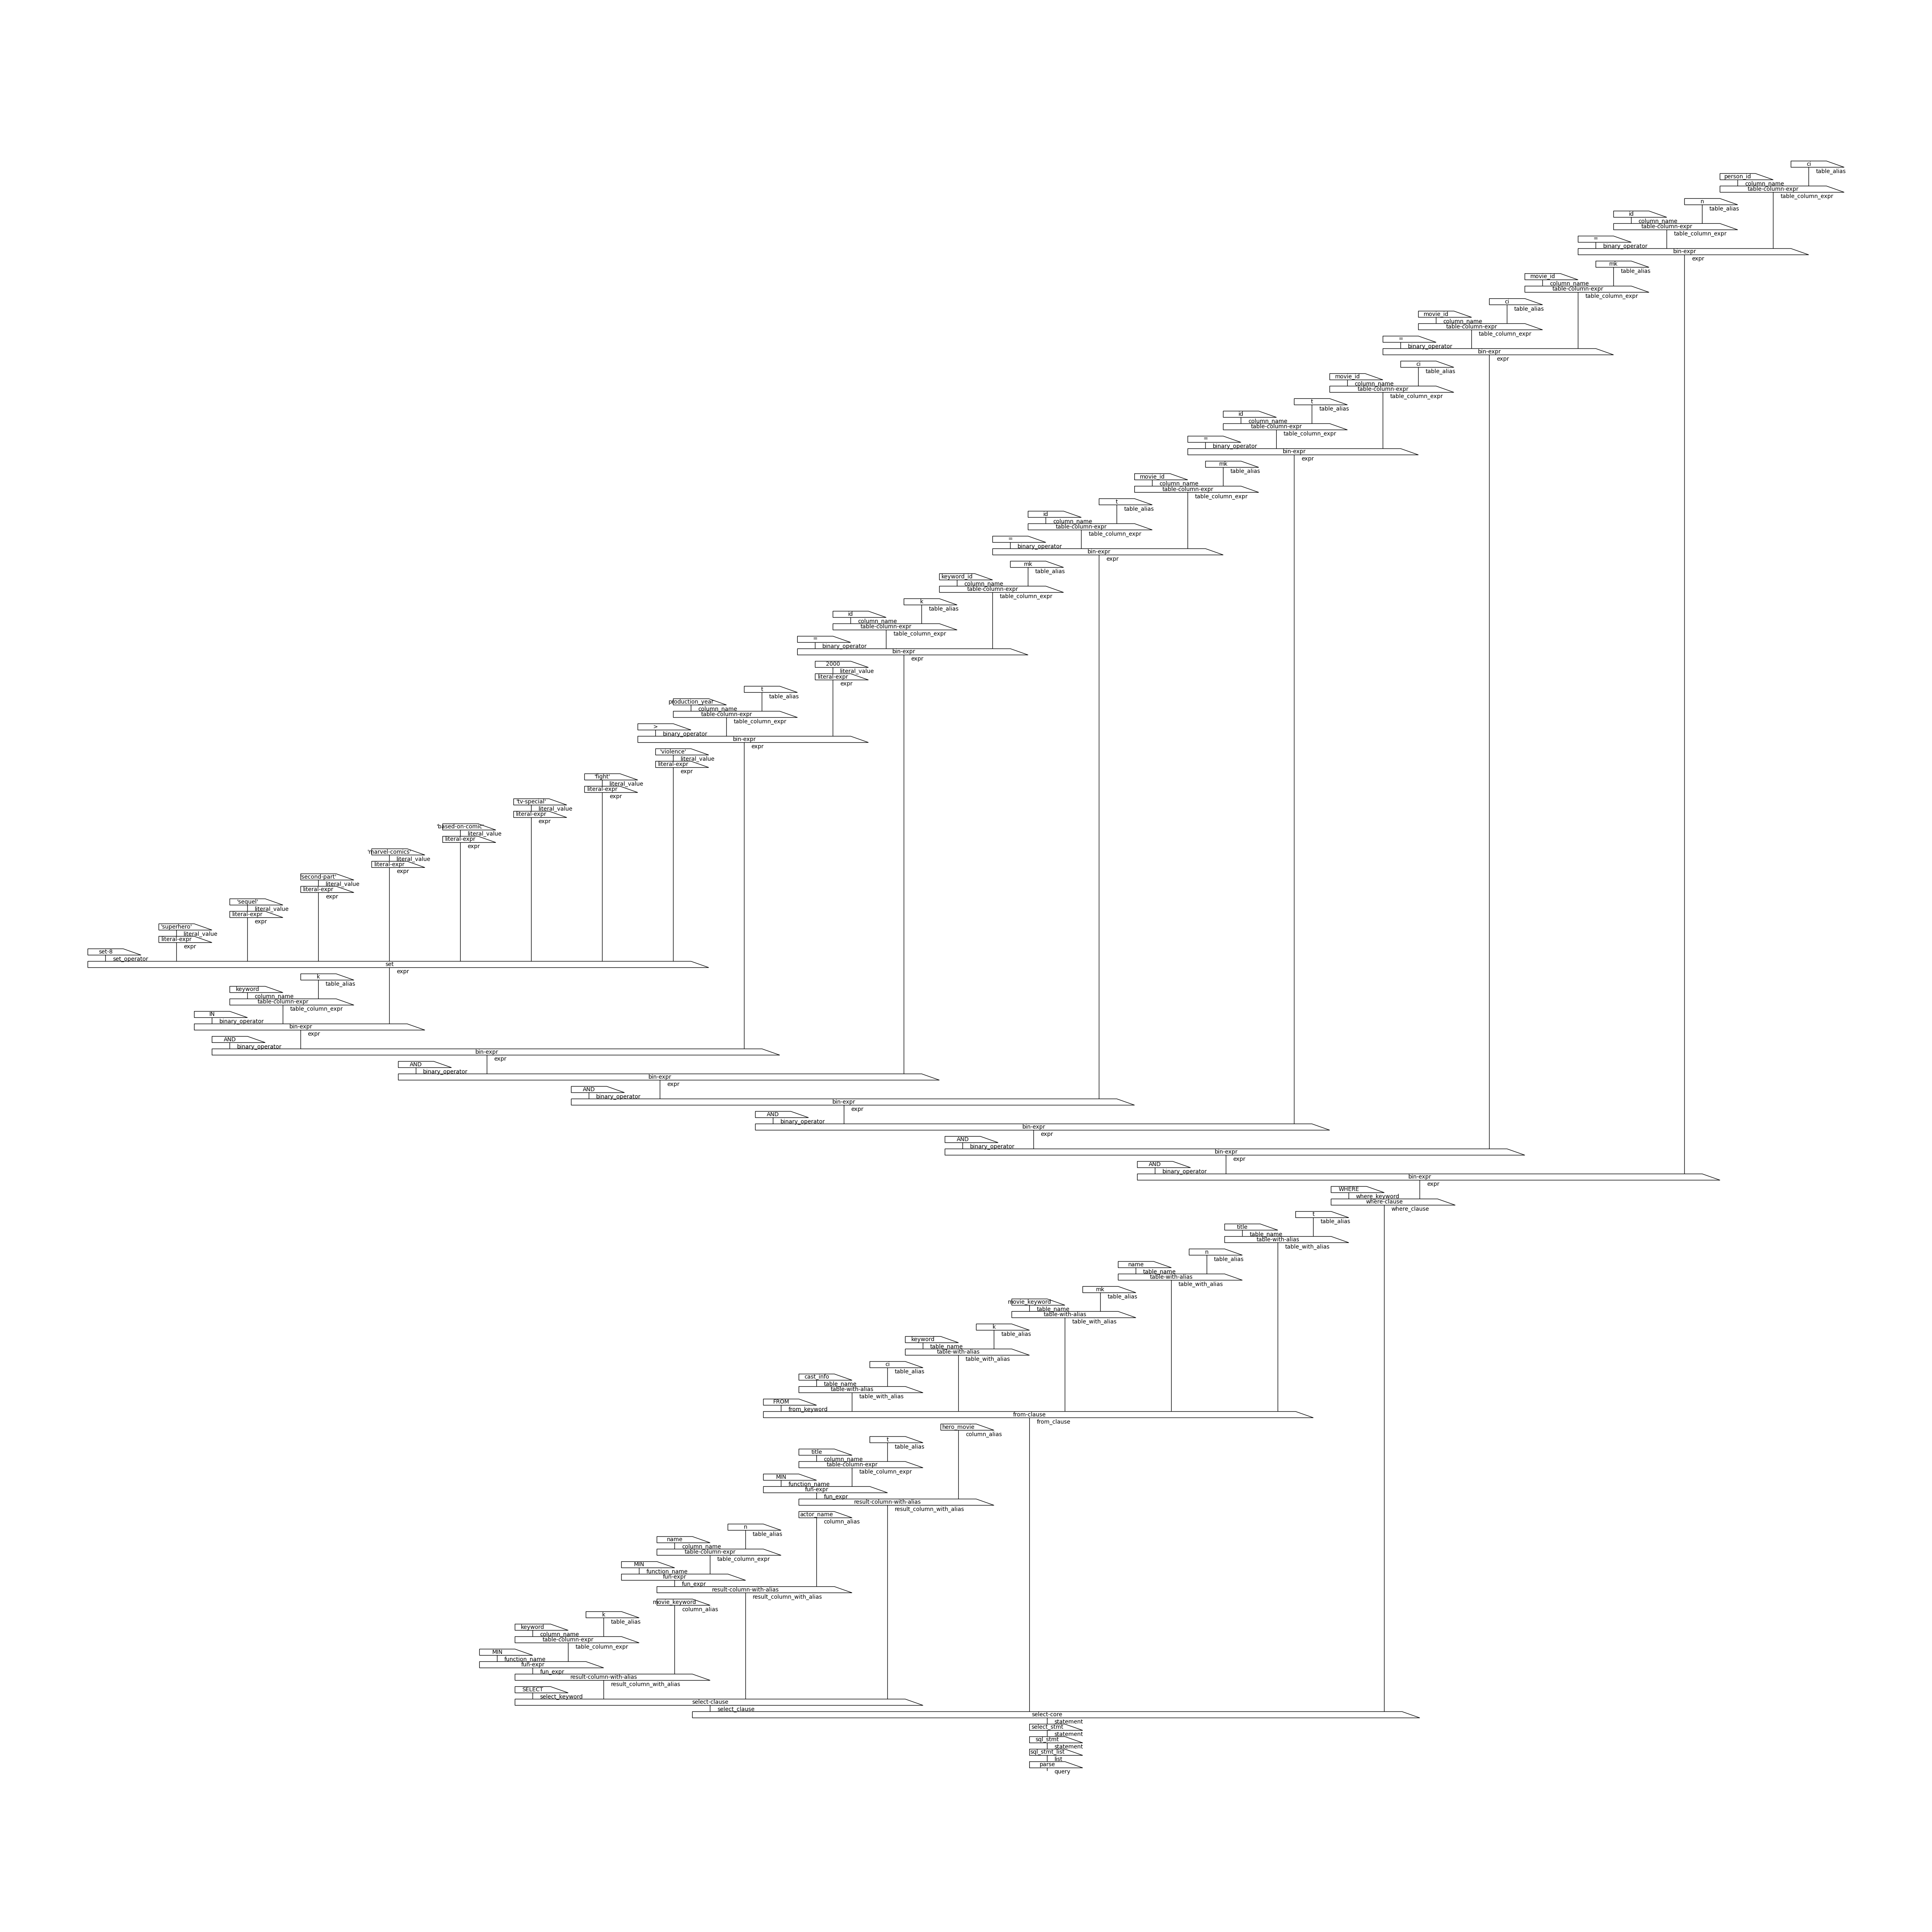 ci
table_alias
person_id
column_name
table-column-expr
table_column_expr
n
table_alias
id
column_name
table-column-expr
table_column_expr
=
binary_operator
bin-expr
expr
mk
table_alias
movie_id
column_name
table-column-expr
table_column_expr
ci
table_alias
movie_id
column_name
table-column-expr
table_column_expr
=
binary_operator
bin-expr
expr
ci
table_alias
movie_id
column_name
table-column-expr
table_column_expr
t
table_alias
id
column_name
table-column-expr
table_column_expr
=
binary_operator
bin-expr
expr
mk
table_alias
movie_id
column_name
table-column-expr
table_column_expr
t
table_alias
id
column_name
table-column-expr
table_column_expr
=
binary_operator
bin-expr
expr
mk
table_alias
keyword_id
column_name
table-column-expr
table_column_expr
k
table_alias
id
column_name
table-column-expr
table_column_expr
=
binary_operator
bin-expr
expr
2000
literal_value
literal-expr
expr
t
table_alias
production_year
column_name
table-column-expr
table_column_expr
>
binary_operator
bin-expr
expr
'violence'
literal_value
literal-expr
expr
'fight'
literal_value
literal-expr
expr
'tv-special'
literal_value
literal-expr
expr
'based-on-comic'
literal_value
literal-expr
expr
'marvel-comics'
literal_value
literal-expr
expr
'second-part'
literal_value
literal-expr
expr
'sequel'
literal_value
literal-expr
expr
'superhero'
literal_value
literal-expr
expr
set-8
set_operator
set
expr
k
table_alias
keyword
column_name
table-column-expr
table_column_expr
IN
binary_operator
bin-expr
expr
AND
binary_operator
bin-expr
expr
AND
binary_operator
bin-expr
expr
AND
binary_operator
bin-expr
expr
AND
binary_operator
bin-expr
expr
AND
binary_operator
bin-expr
expr
AND
binary_operator
bin-expr
expr
WHERE
where_keyword
where-clause
where_clause
t
table_alias
title
table_name
table-with-alias
table_with_alias
n
table_alias
name
table_name
table-with-alias
table_with_alias
mk
table_alias
movie_keyword
table_name
table-with-alias
table_with_alias
k
table_alias
keyword
table_name
table-with-alias
table_with_alias
ci
table_alias
cast_info
table_name
table-with-alias
table_with_alias
FROM
from_keyword
from-clause
from_clause
hero_movie
column_alias
t
table_alias
title
column_name
table-column-expr
table_column_expr
MIN
function_name
fun-expr
fun_expr
result-column-with-alias
result_column_with_alias
actor_name
column_alias
n
table_alias
name
column_name
table-column-expr
table_column_expr
MIN
function_name
fun-expr
fun_expr
result-column-with-alias
result_column_with_alias
movie_keyword
column_alias
k
table_alias
keyword
column_name
table-column-expr
table_column_expr
MIN
function_name
fun-expr
fun_expr
result-column-with-alias
result_column_with_alias
SELECT
select_keyword
select-clause
select_clause
select-core
statement
select_stmt
statement
sql_stmt
statement
sql_stmt_list
list
parse
query